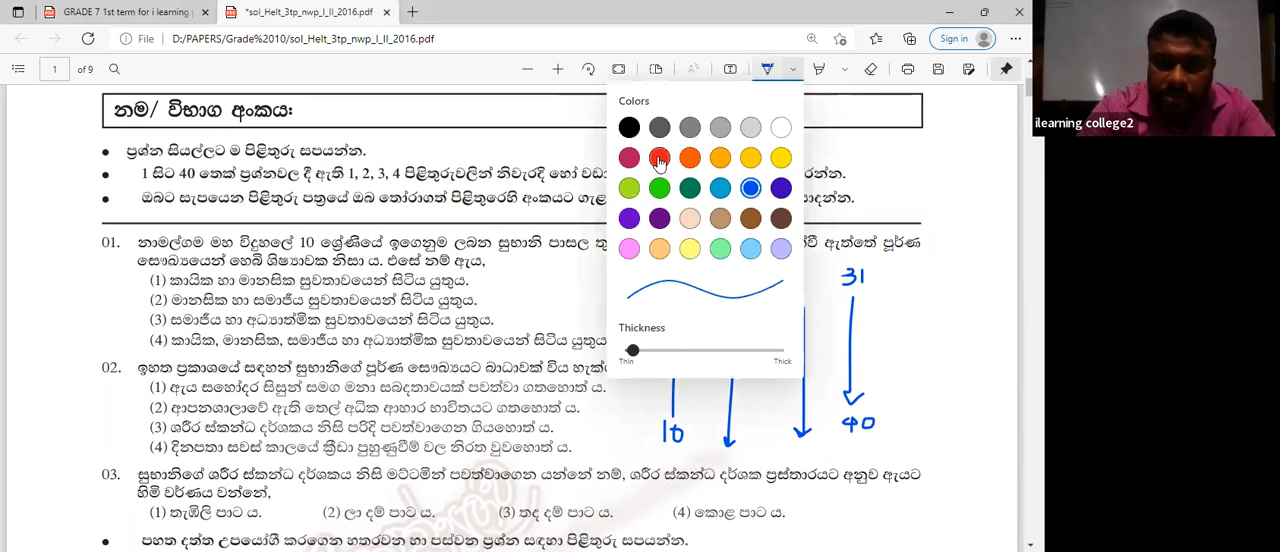 GRADE 7 1st term for i learning p
*sol_Helt_3tp_nwp_I_II_2016.pdf
File
D:/PAPERS/Grade%2010/sol_Helt_3tp_nwp_I_II_2016.pdf
Sign in
1 of 9
ilearning college2
Colors
Thickness
Thin
Thick
නම/ විභාග අංකය:
• ප්‍රශ්න සියල්ලට ම පිළිතුරු සපයන්න.
• 1 සිට 40 තෙක් ප්‍රශ්නවල දී ඇති 1, 2, 3, 4 පිළිතුරුවලින් නිවැරදි හෝ වඩා රන්න.
• ඔබට සැපයෙන පිළිතුරු පත්‍රයේ ඔබ තෝරාගත් පිළිතුරෙහි අංකයට ගැළ සාදන්න.
01. නාමල්ගම මහ විදුහලේ 10 ශ්‍රේණියේ ඉගෙනුම ලබන සුභානි පාසල තු ත්වී ඇත්තේ පූර්ණ
සෞඛ්‍යයෙන් හෙබි ශිෂ්‍යාවක නිසා ය. එසේ නම් ඇය,
(1) කායික හා මානසික සුවතාවයෙන් සිටිය යුතුය.
(2) මානසික හා සමාජීය සුවතාවයෙන් සිටිය යුතුය.
(3) සමාජීය හා අධ්‍යාත්මික සුවතාවයෙන් සිටිය යුතුය.
(4) කායික, මානසික, සමාජීය හා අධ්‍යාත්මික සුවතාවයෙන් සිටිය යුතුය
31
02. ඉහත ප්‍රකාශයේ සඳහන් සුභානිගේ පූර්ණ සෞඛ්‍යයට බාධාවක් විය හැක්
(1) ඇය සහෝදර සිසුන් සමග මනා සබදතාවයක් පවත්වා ගතහොත් ය.
(2) ආපනශාලාවේ ඇති තෙල් අධික ආහාර භාවිතයට ගතහොත් ය.
(3) ශරීර ස්කන්ධ දර්ශකය නිසි පරිදි පවත්වාගෙන ගියහොත් ය.
(4) දිනපතා සවස් කාලයේ ක්‍රීඩා පුහුණුවීම් වල නිරත වුවහොත් ය.
10
40
03. සුභානිගේ ශරීර ස්කන්ධ දර්ශකය නිසි මට්ටමින් පවත්වාගෙන යන්නේ නම්, ශරීර ස්කන්ධ දර්ශක ප්‍රස්තාරයට අනුව ඇයට
හිමි වර්ණය වන්නේ,
(1) තැඹිලි පාට ය. (2) ලා දම් පාට ය. (3) තද දම් පාට ය. (4) කොළ පාට ය.
• පහත දත්ත උපයෝගී කරගෙන හතරවන හා පස්වන ප්‍රශ්න සඳහා පිළිතුරු සපයන්න.